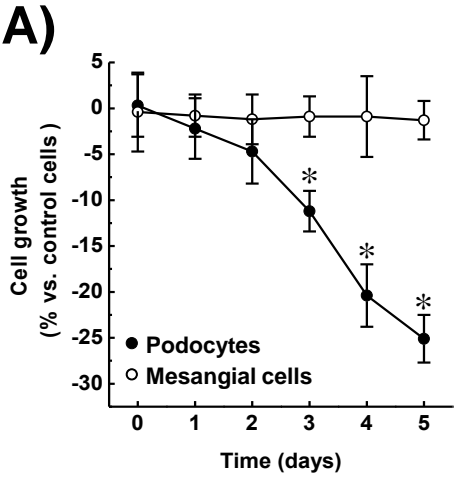 A)
5
0
-5
-10
-15
-20
-25
-30
Cell growth
(% vs. control cells )
*
*
*
Podocytes
Mesangial cells
0 1 2 3 4 5
Time (days)